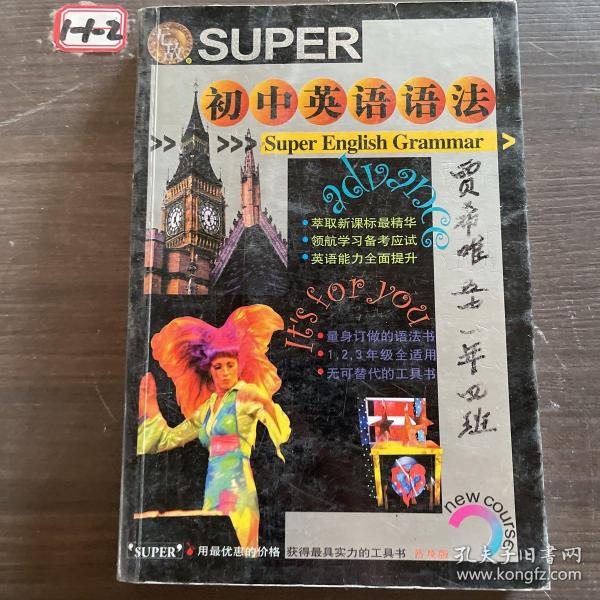 1-1-2
SUPER
初中英语语法
Super English Grammar
advance
·萃取新课标最精华
·领航学习备考应试
·英语能力全面提升
It's for you
·量身订做的语法书
·1,2,3年级全适用
·无可替代的工具书
一年四班
new course
'SUPER' 用最优惠的价格 获得最具实力的工具书 普及版
孔夫子旧书网
www.kongfz.com